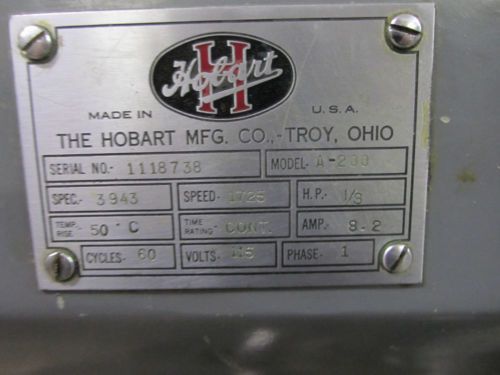 H
Hobart
MADE IN U.S.A.
THE HOBART MFG. CO.,-TROY, OHIO
SERIAL NO.- 1118738 MODEL- A-200
SPEC.- 3943 SPEED- 1725 H.P.- 1/3
TEMP. RISE- 50°C TIME RATING- CONT. AMP.- 8.2
CYCLES- 60 VOLTS- 115 PHASE- 1